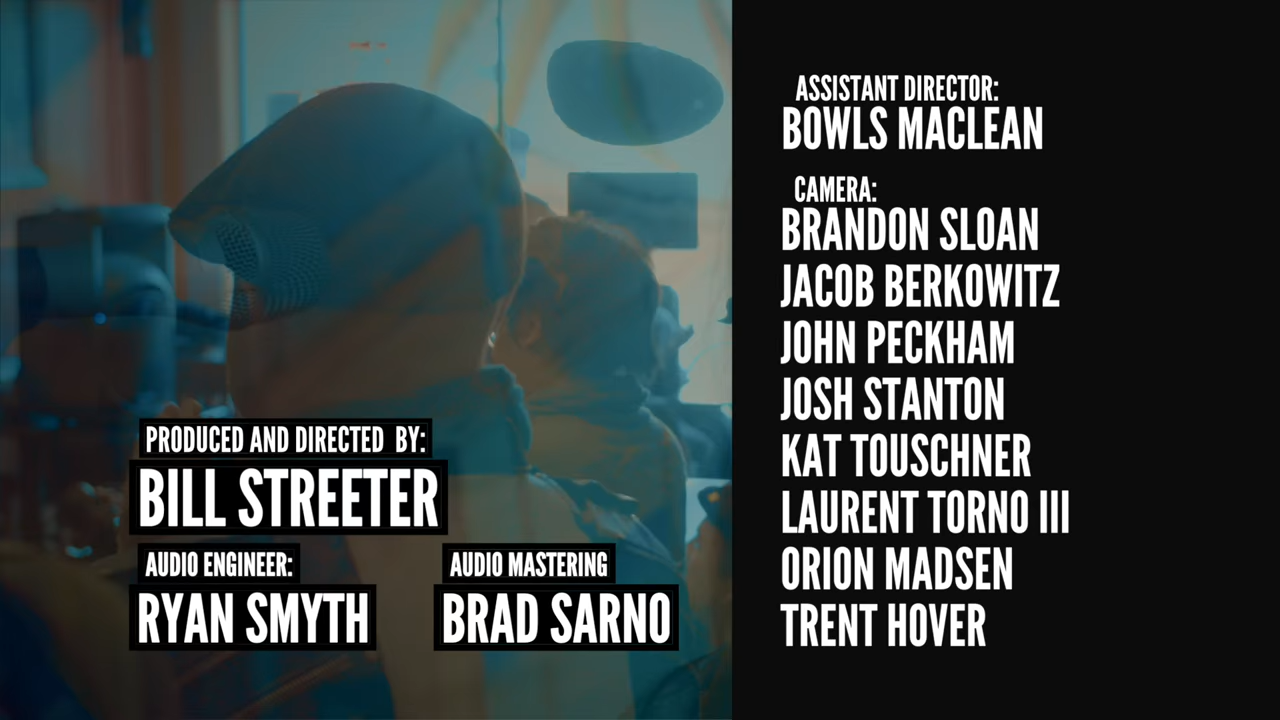 PRODUCED AND DIRECTED BY:
BILL STREETER
AUDIO ENGINEER:
RYAN SMYTH
AUDIO MASTERING
BRAD SARNO
ASSISTANT DIRECTOR:
BOWLS MACLEAN
CAMERA:
BRANDON SLOAN
JACOB BERKOWITZ
JOHN PECKHAM
JOSH STANTON
KAT TOUSCHNER
LAURENT TORNO III
ORION MADSEN
TRENT HOVER